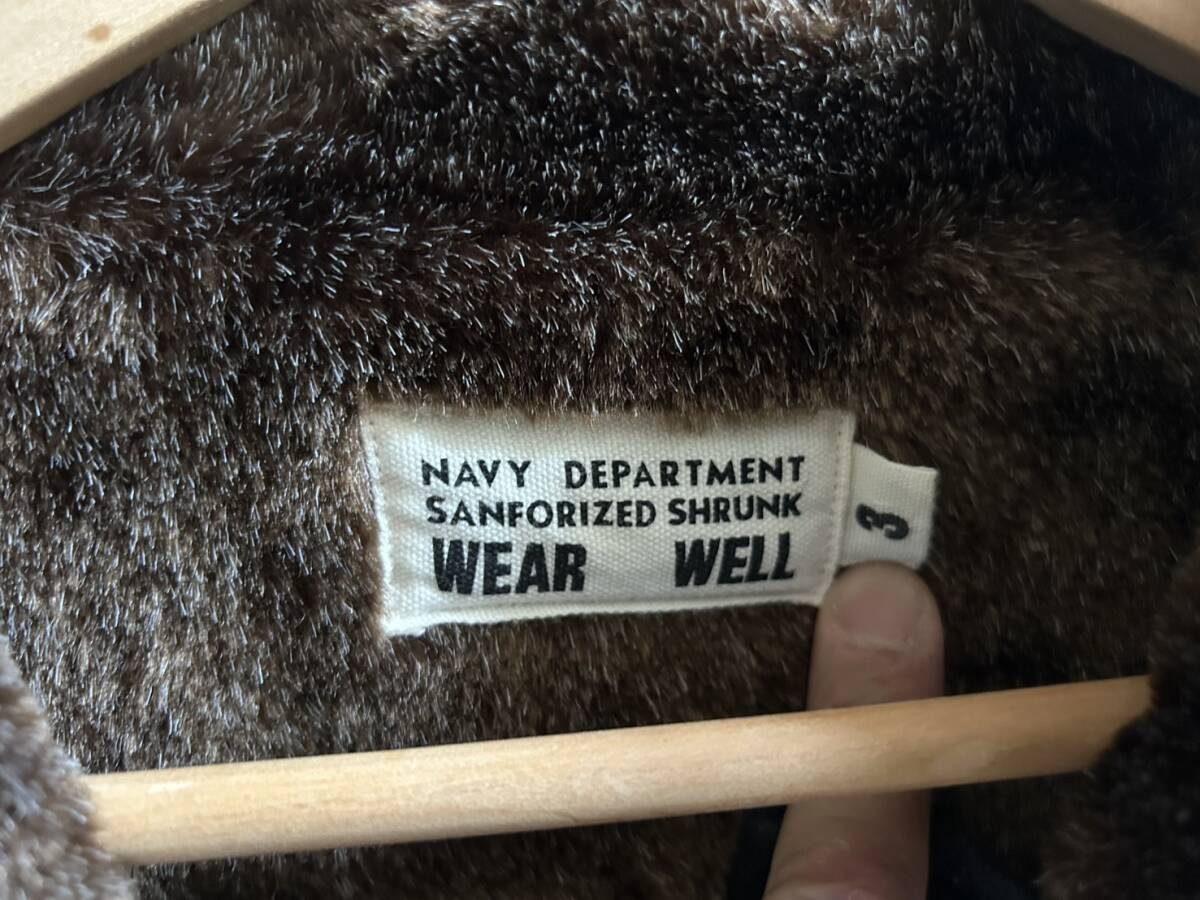 NAVY DEPARTMENT
SANFORIZED SHRUNK
WEAR WELL
3